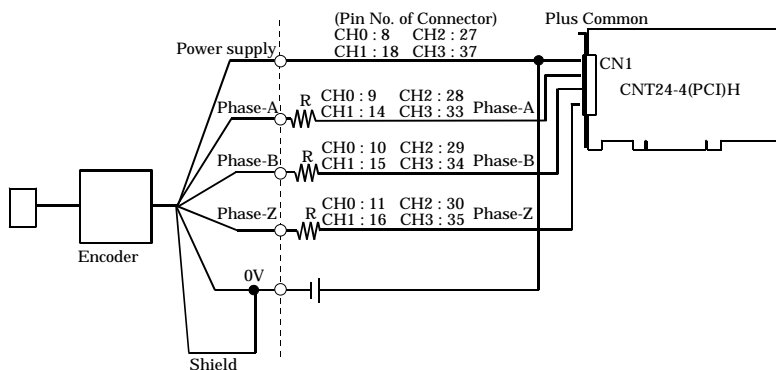 (Pin No. of Connector)
Plus Common
Power supply
CH0 : 8 CH2 : 27
CH1 : 18 CH3 : 37
CN1
CNT24-4(PCI)H
Phase-A
R
CH0 : 9 CH2 : 28
CH1 : 14 CH3 : 33
Phase-A
Phase-B
R
CH0 : 10 CH2 : 29
CH1 : 15 CH3 : 34
Phase-B
Phase-Z
R
CH0 : 11 CH2 : 30
CH1 : 16 CH3 : 35
Phase-Z
Encoder
0V
Shield